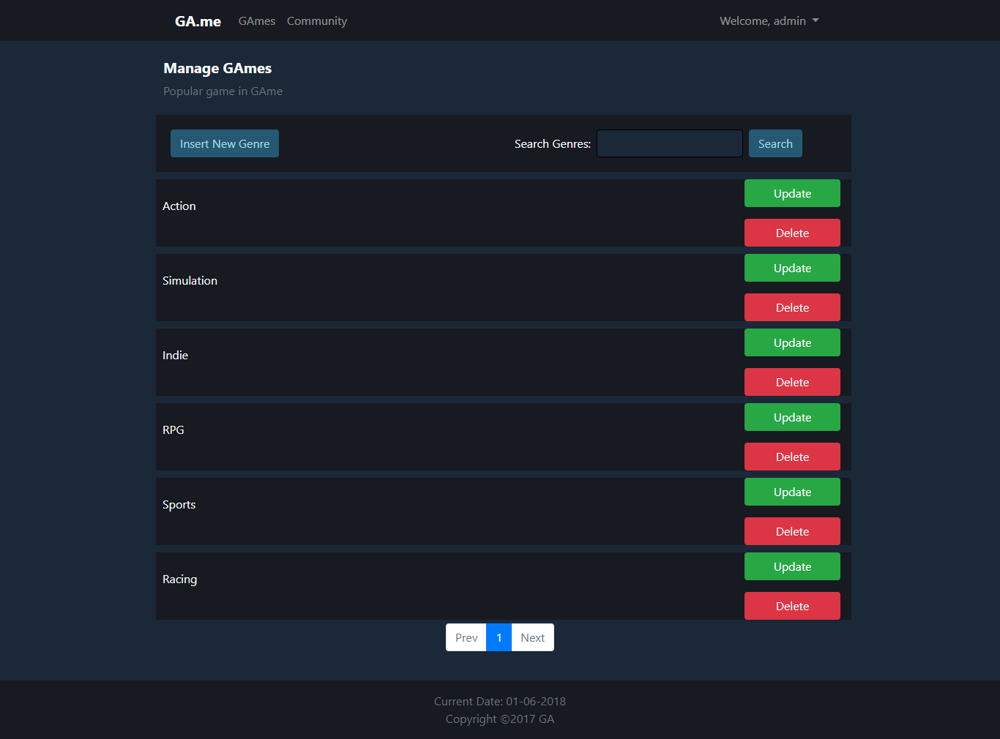 GA.me GAmes Community Welcome, admin
Manage GAmes
Popular game in GAme
Insert New Genre Search Genres: Search
Action
Update
Delete
Simulation
Update
Delete
Indie
Update
Delete
RPG
Update
Delete
Sports
Update
Delete
Racing
Update
Delete
Prev 1 Next
Current Date: 01-06-2018
Copyright ©2017 GA